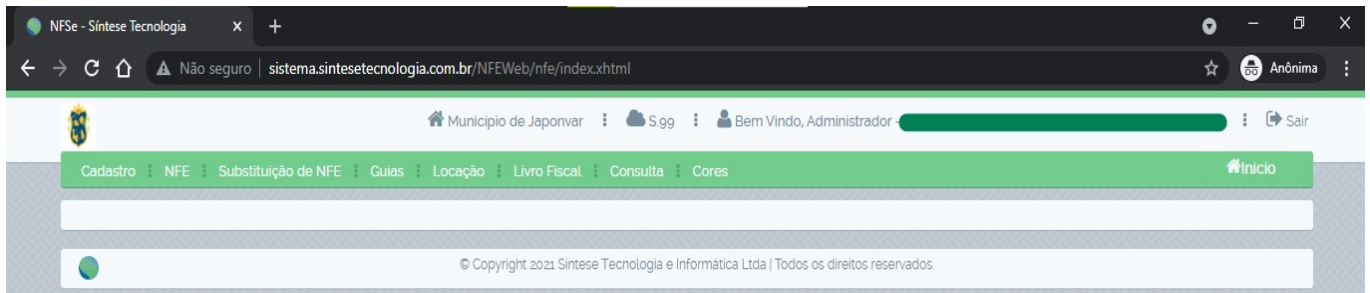 NFSe - Síntese Tecnologia
Não seguro | sistema.sintesetecnologia.com.br/NFEWeb/nfe/index.xhtml
Anônima
Municipio de Japonvar S.99 Bem Vindo, Administrador - Sair
Cadastro NFE Substituição de NFE Guias Locação Livro Fiscal Consulta Cores Inicio
© Copyright 2021 Sintese Tecnologia e Informática Ltda | Todos os direitos reservados.